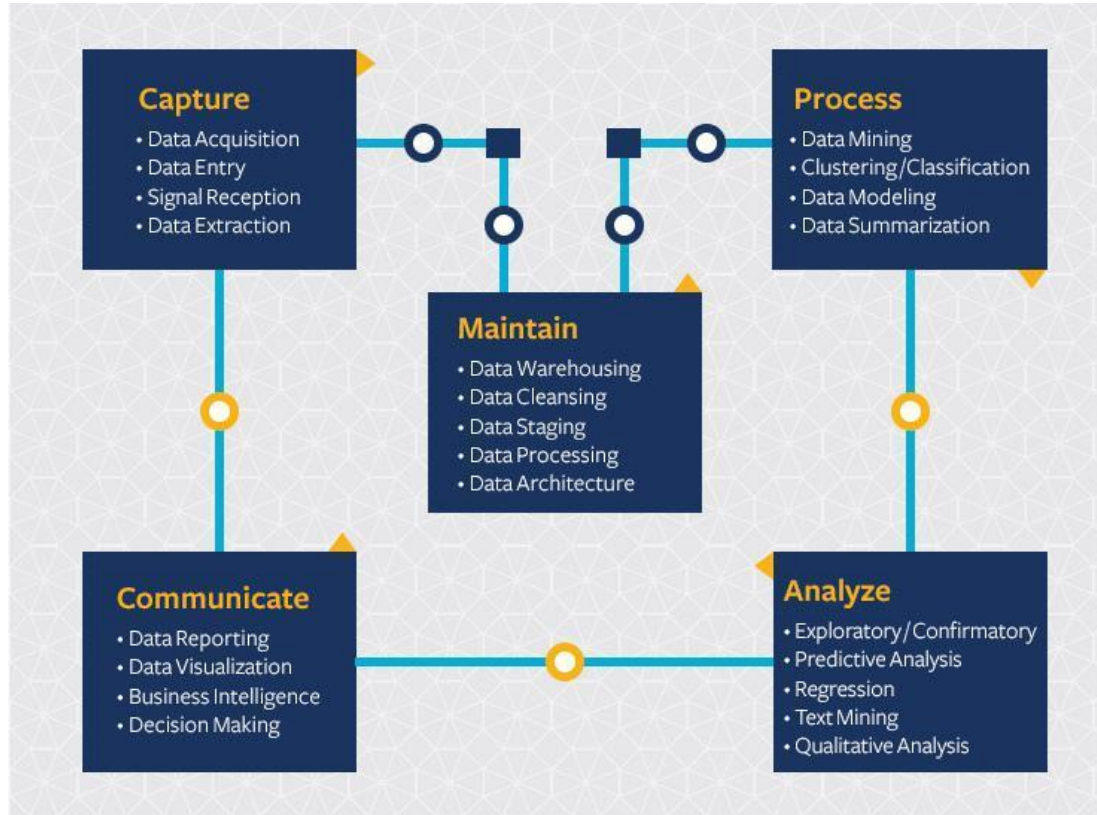 Capture
• Data Acquisition
• Data Entry
• Signal Reception
• Data Extraction
Process
• Data Mining
• Clustering/Classification
• Data Modeling
• Data Summarization
Maintain
• Data Warehousing
• Data Cleansing
• Data Staging
• Data Processing
• Data Architecture
Communicate
• Data Reporting
• Data Visualization
• Business Intelligence
• Decision Making
Analyze
• Exploratory/Confirmatory
• Predictive Analysis
• Regression
• Text Mining
• Qualitative Analysis